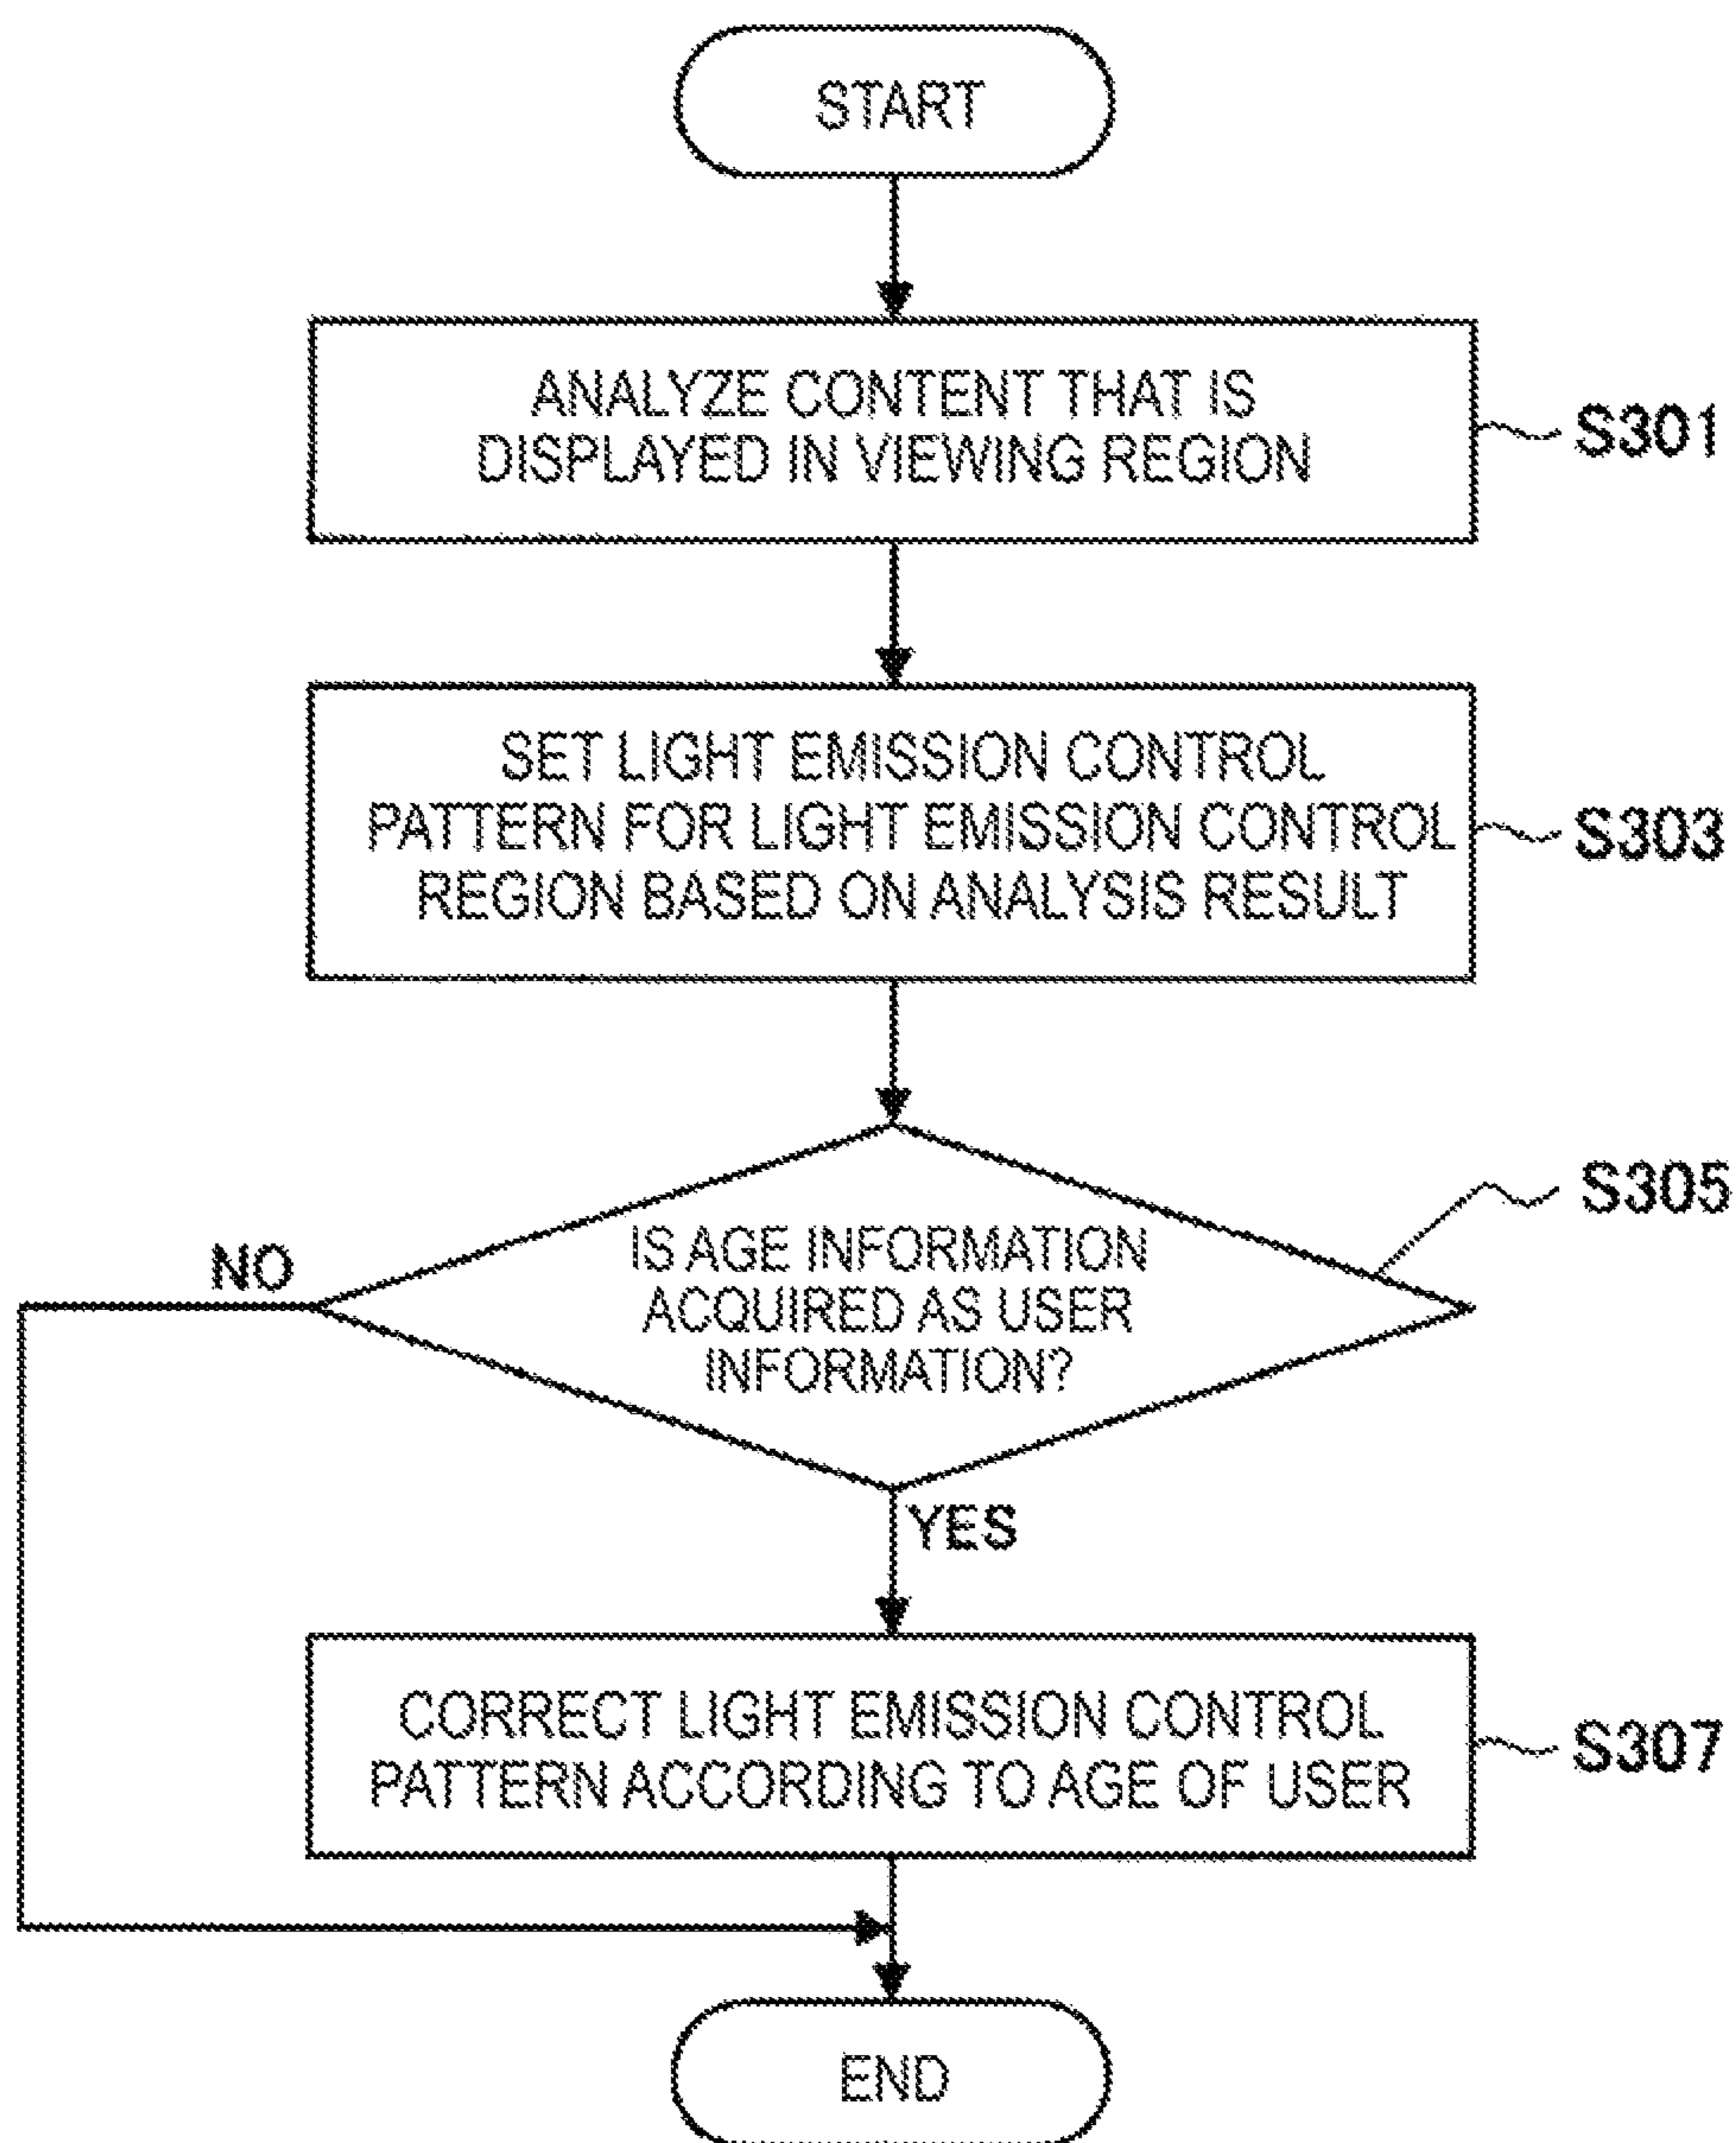 START
ANALYZE CONTENT THAT IS
DISPLAYED IN VIEWING REGION
S301
SET LIGHT EMISSION CONTROL
PATTERN FOR LIGHT EMISSION CONTROL
REGION BASED ON ANALYSIS RESULT
S303
S305
NO
IS AGE INFORMATION
ACQUIRED AS USER
INFORMATION?
YES
CORRECT LIGHT EMISSION CONTROL
PATTERN ACCORDING TO AGE OF USER
S307
END